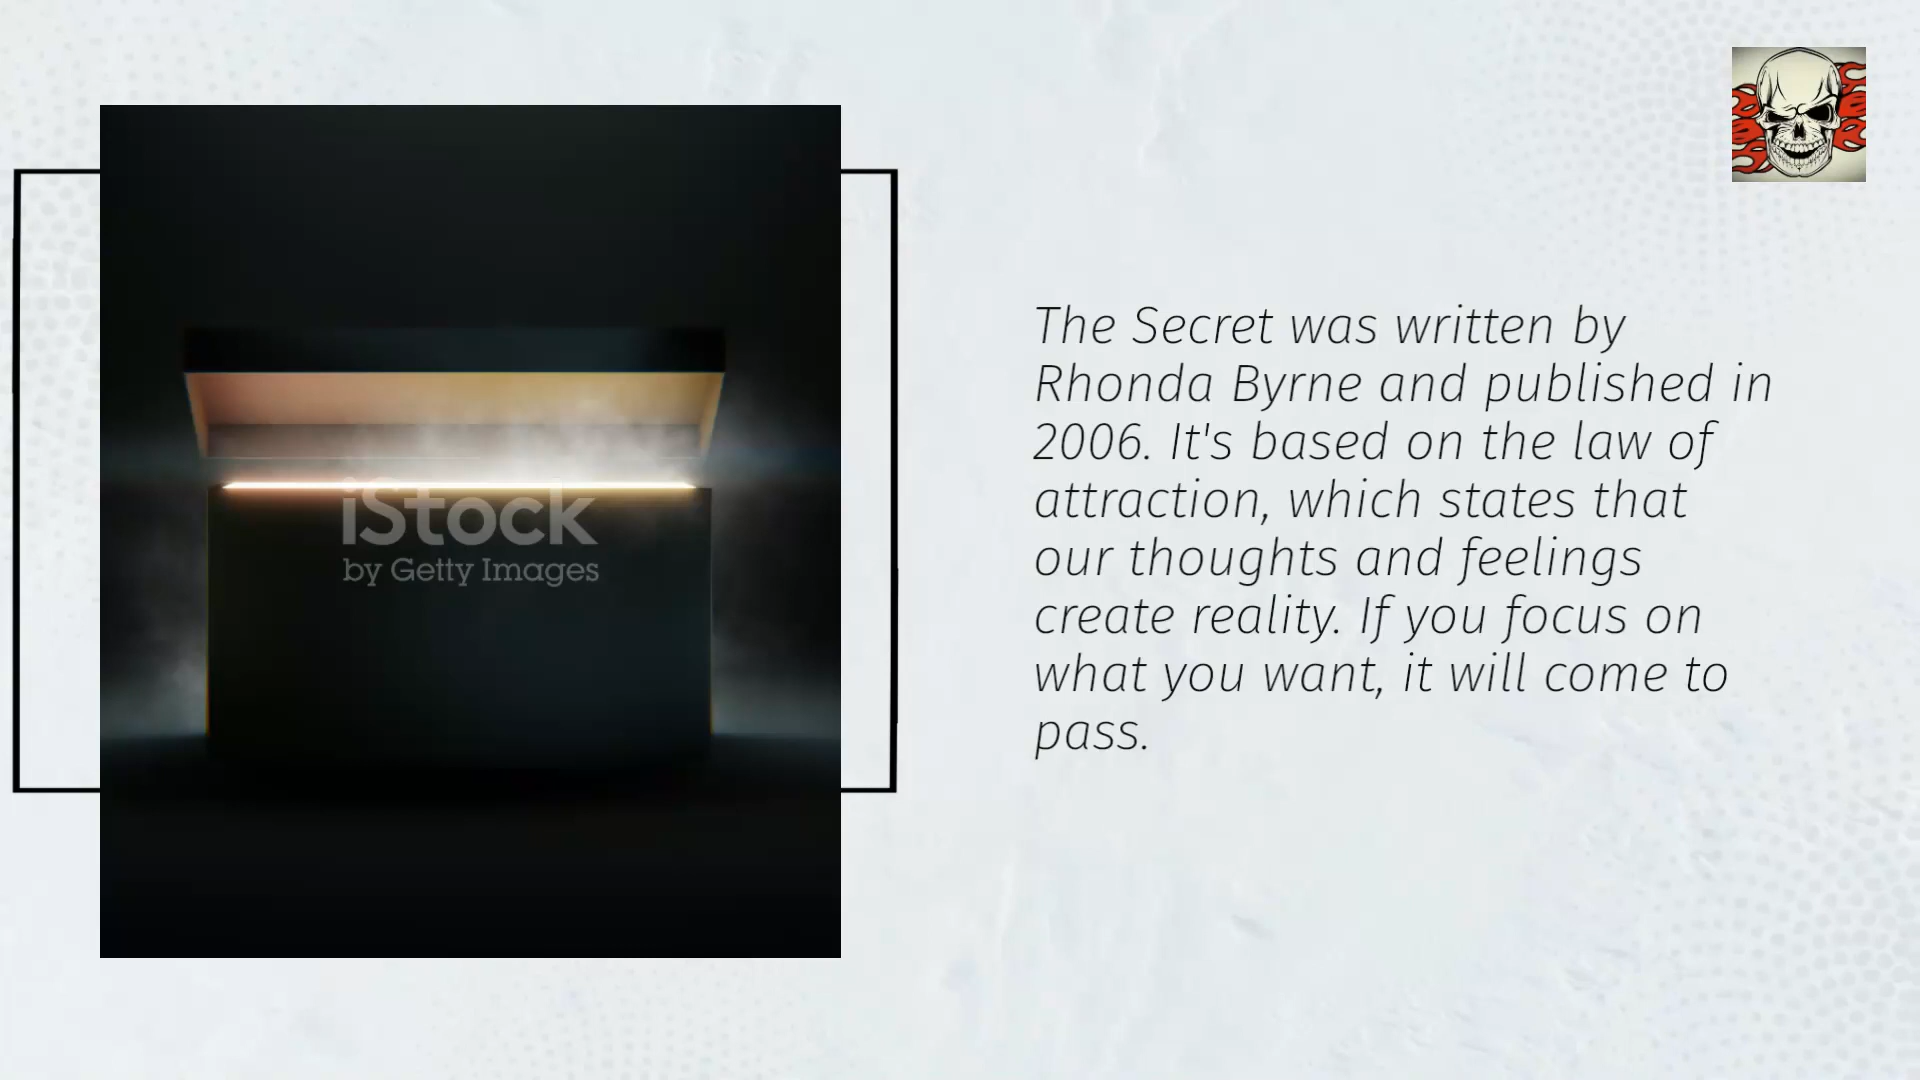 iStock
by Getty Images
The Secret was written by
Rhonda Byrne and published in
2006. It's based on the law of
attraction, which states that
our thoughts and feelings
create reality. If you focus on
what you want, it will come to
pass.